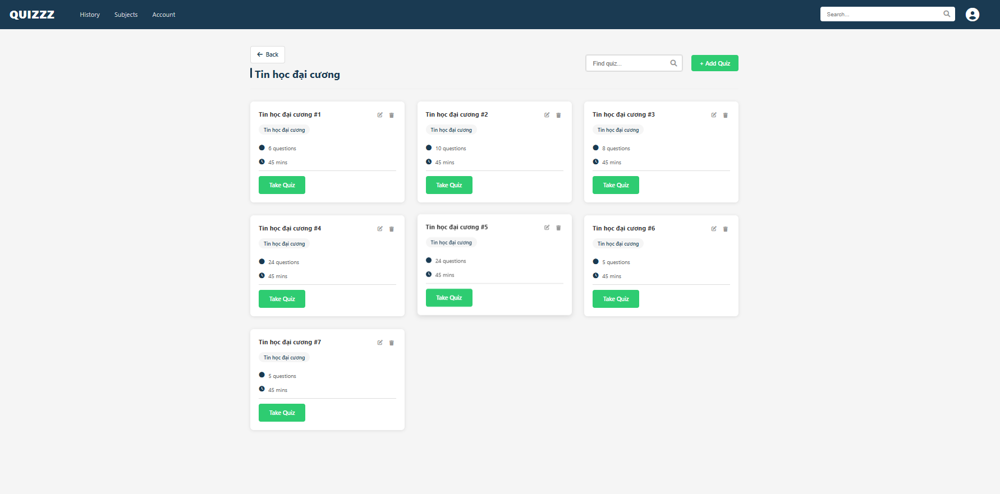 QUIZZZ
History
Subjects
Account
Search...
← Back
Tin học đại cương
Find quiz...
+ Add Quiz
Tin học đại cương #1
Tin học đại cương
6 questions
45 mins
Take Quiz
Tin học đại cương #2
Tin học đại cương
10 questions
45 mins
Take Quiz
Tin học đại cương #3
Tin học đại cương
8 questions
45 mins
Take Quiz
Tin học đại cương #4
Tin học đại cương
24 questions
45 mins
Take Quiz
Tin học đại cương #5
Tin học đại cương
24 questions
45 mins
Take Quiz
Tin học đại cương #6
Tin học đại cương
5 questions
45 mins
Take Quiz
Tin học đại cương #7
Tin học đại cương
5 questions
45 mins
Take Quiz